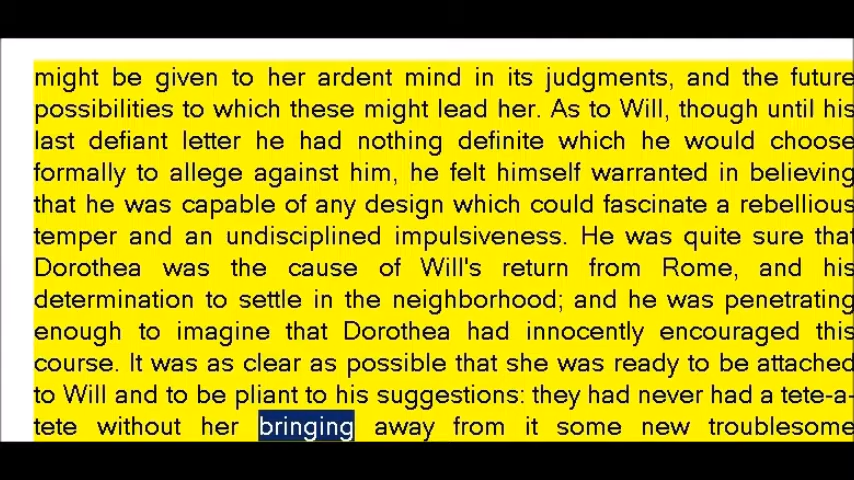 might be given to her ardent mind in its judgments, and the future
possibilities to which these might lead her. As to Will, though until his
last defiant letter he had nothing definite which he would choose
formally to allege against him, he felt himself warranted in believing
that he was capable of any design which could fascinate a rebellious
temper and an undisciplined impulsiveness. He was quite sure that
Dorothea was the cause of Will's return from Rome, and his
determination to settle in the neighborhood; and he was penetrating
enough to imagine that Dorothea had innocently encouraged this
course. It was as clear as possible that she was ready to be attached
to Will and to be pliant to his suggestions: they had never had a tete-a-
tete without her bringing away from it some new troublesome